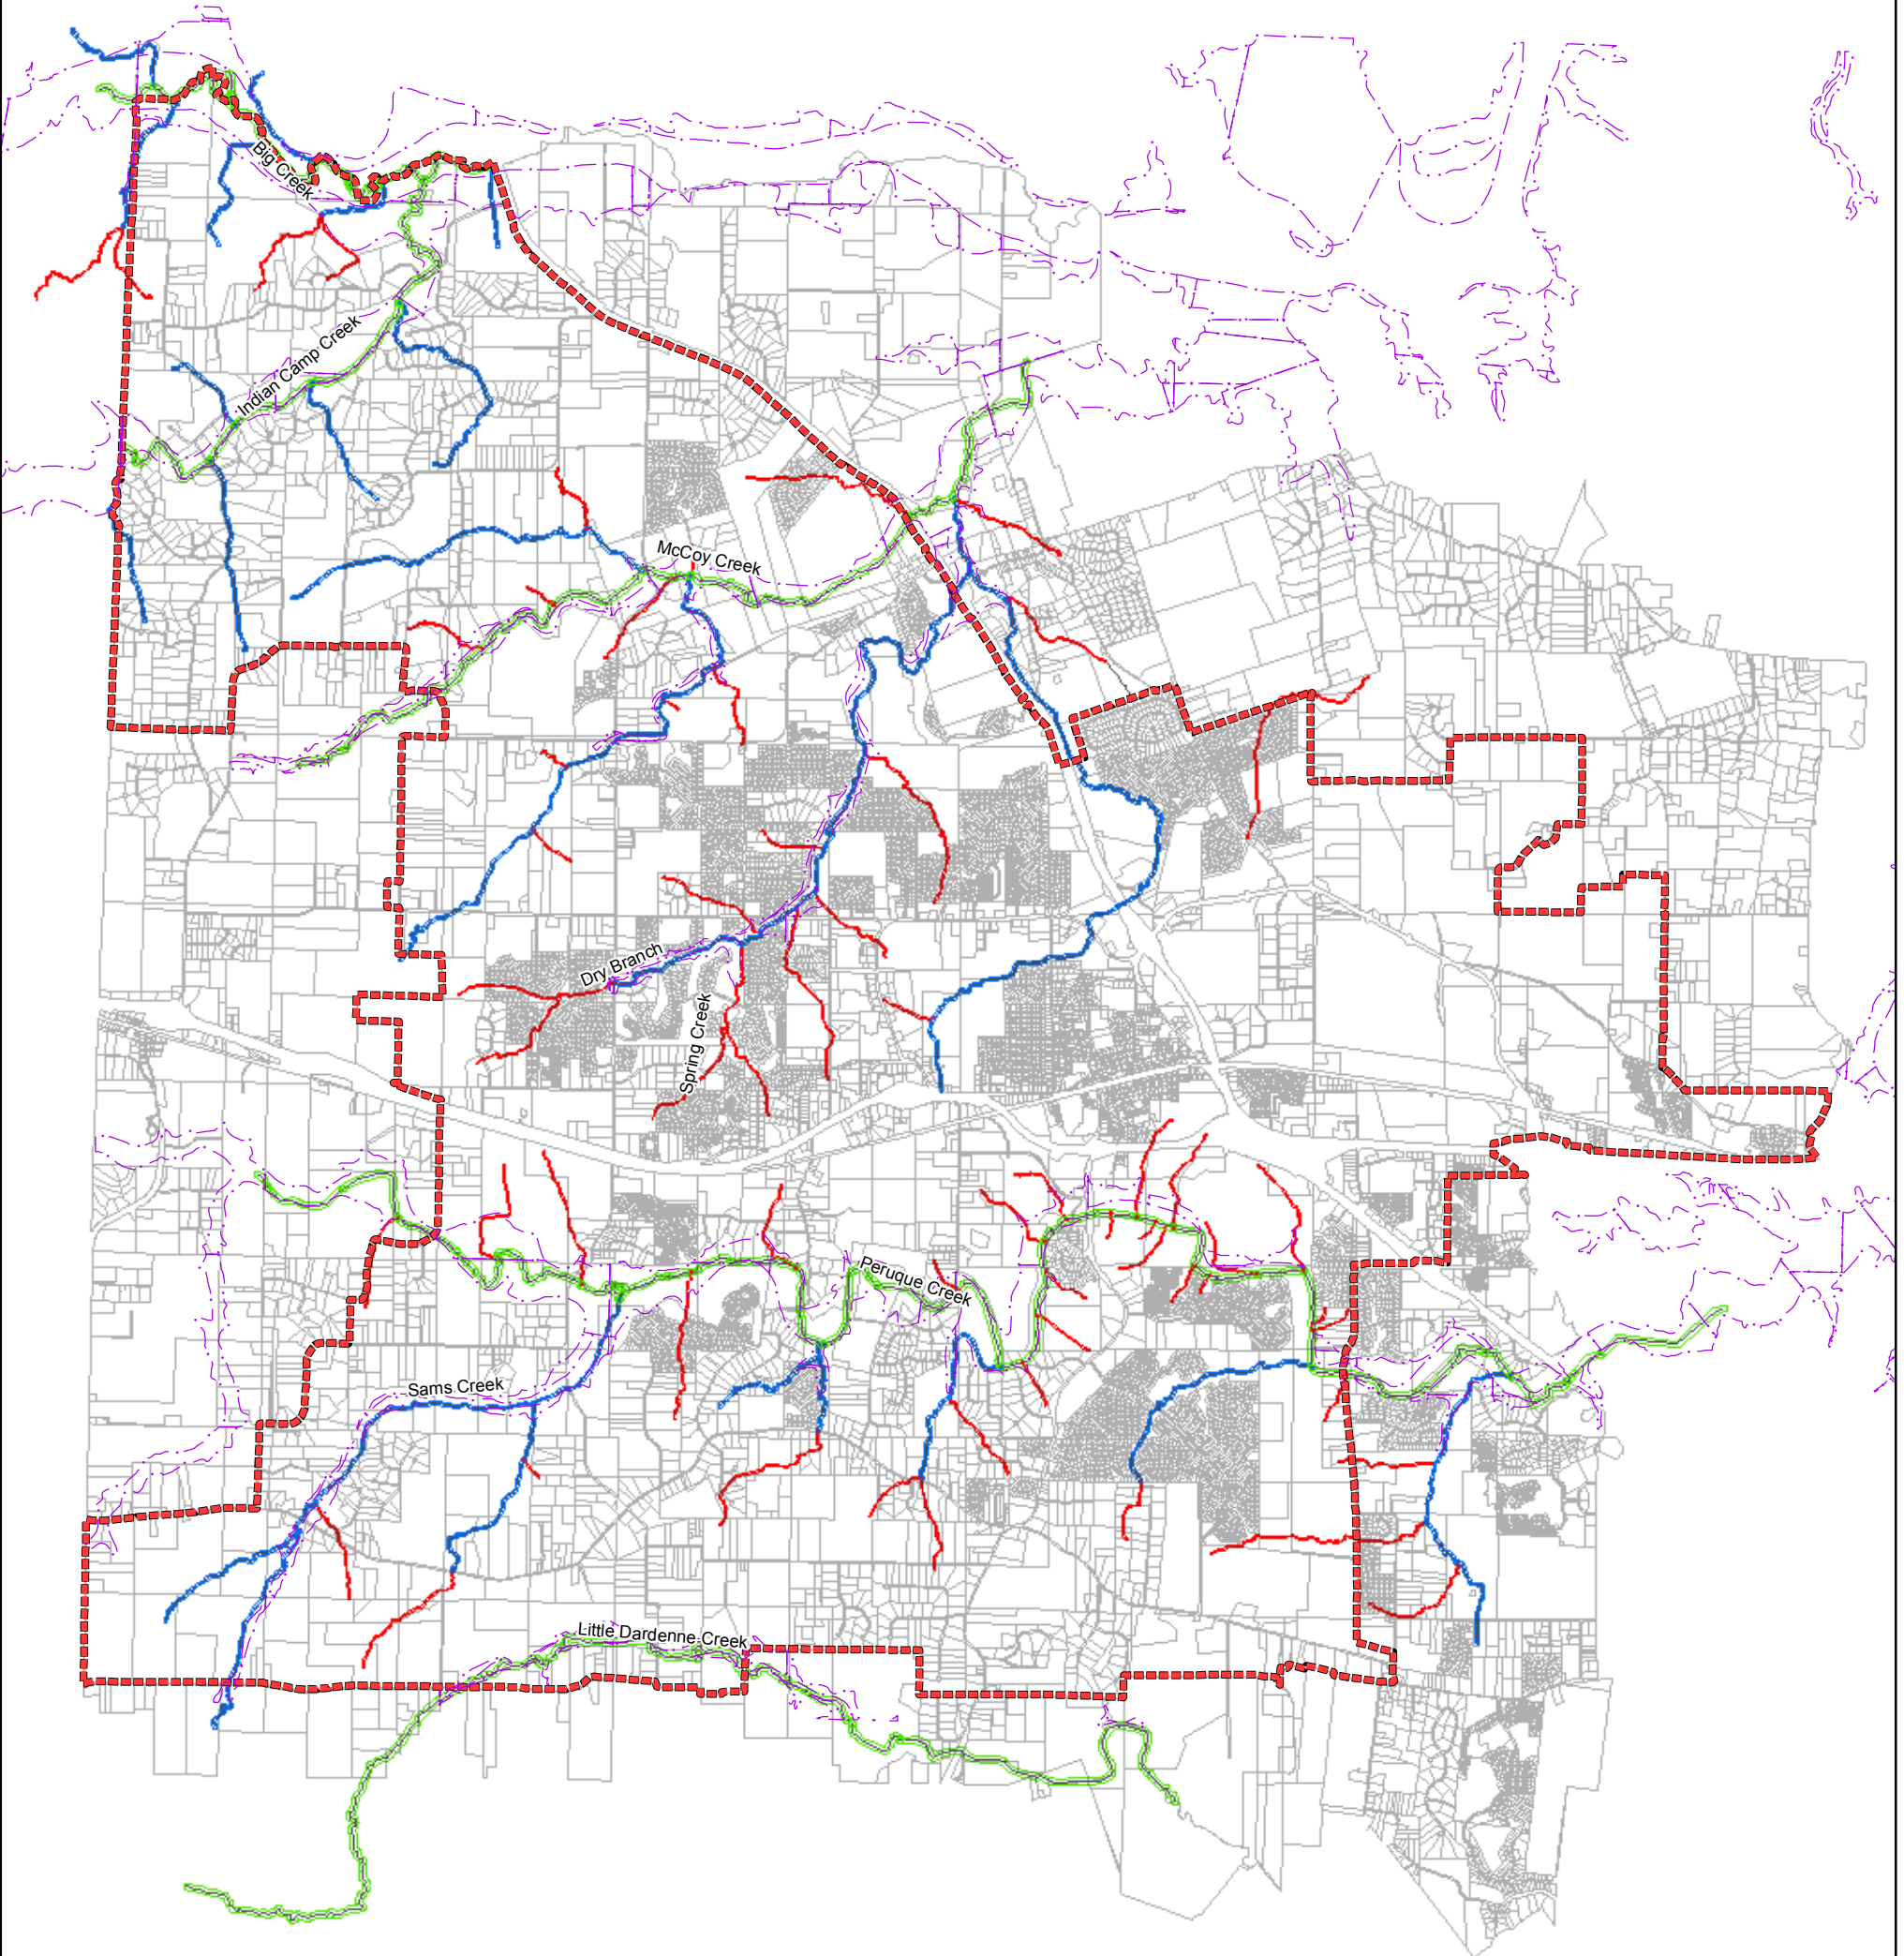 Big Creek
Indian Camp Creek
McCoy Creek
Dry Branch
Spring Creek
Peruque Creek
Sams Creek
Little Dardenne Creek